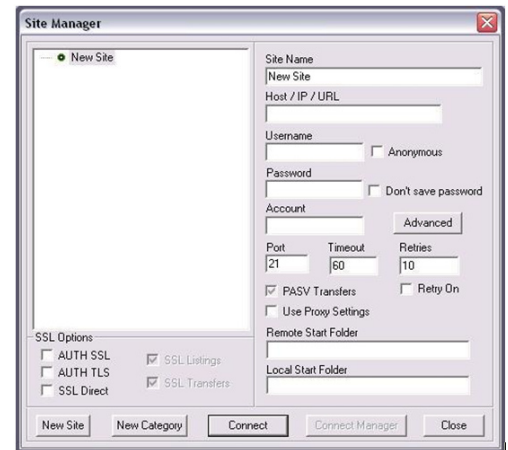 Site Manager
New Site
Site Name
New Site
Host / IP / URL
Username
Anonymous
Password
Don't save password
Account
Advanced
Port Timeout Retries
21 60 10
PASV Transfers Retry On
Use Proxy Settings
Remote Start Folder
Local Start Folder
SSL Options
AUTH SSL SSL Listings
AUTH TLS SSL Transfers
SSL Direct
New Site New Category Connect Connect Manager Close